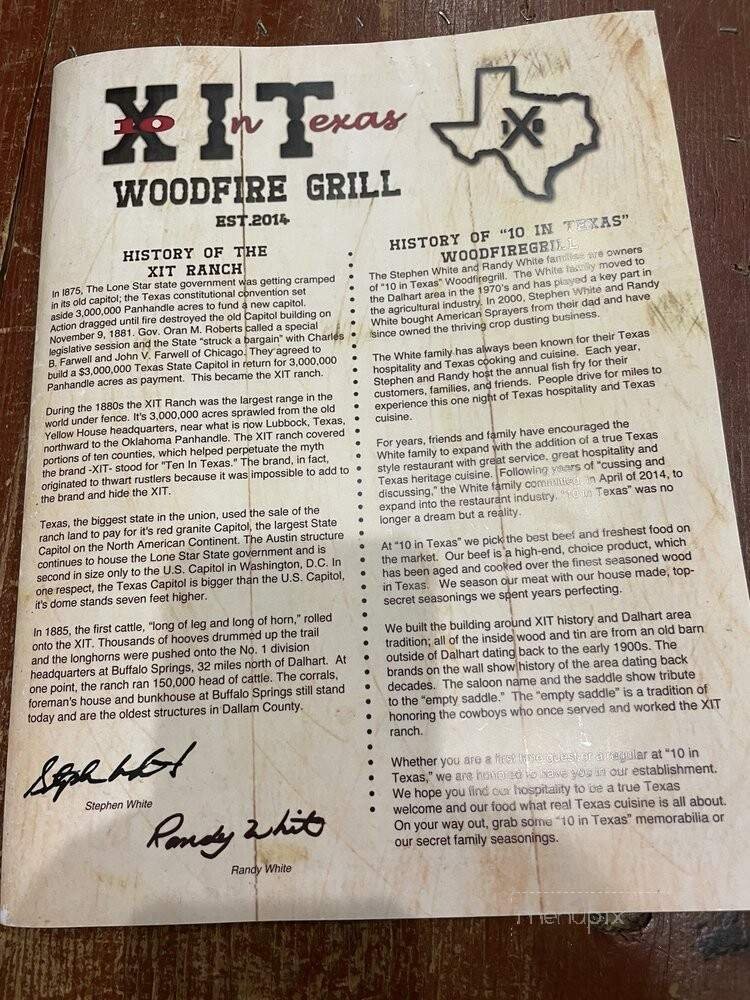 XIT
10 In Texas
WOODFIRE GRILL
EST.2014
1X0
HISTORY OF THE
XIT RANCH
In 1875, The Lone Star state government was getting cramped
in its old capitol; the Texas constitutional convention set
aside 3,000,000 Panhandle acres to fund a new capitol.
Action dragged until fire destroyed the old Capitol building on
November 9, 1881. Gov. Oran M. Roberts called a special
legislative session and the State “struck a bargain” with Charles
B. Farwell and John V. Farwell of Chicago. They agreed to
build a $3,000,000 Texas State Capitol in return for 3,000,000
Panhandle acres as payment. This became the XIT ranch.
During the 1880s the XIT Ranch was the largest range in the
world under fence. It's 3,000,000 acres sprawled from the old
Yellow House headquarters, near what is now Lubbock, Texas,
northward to the Oklahoma Panhandle. The XIT ranch covered
portions of ten counties, which helped perpetuate the myth
the brand -XIT- stood for "Ten In Texas." The brand, in fact,
originated to thwart rustlers because it was impossible to add to
the brand and hide the XIT.
Texas, the biggest state in the union, used the sale of the
ranch land to pay for it's red granite Capitol, the largest State
Capitol on the North American Continent. The Austin structure
continues to house the Lone Star State government and is
second in size only to the U.S. Capitol in Washington, D.C. In
one respect, the Texas Capitol is bigger than the U.S. Capitol,
it's dome stands seven feet higher.
In 1885, the first cattle, “long of leg and long of horn,” rolled
onto the XIT. Thousands of hooves drummed up the trail
and the longhorns were pushed onto the No. 1 division
headquarters at Buffalo Springs, 32 miles north of Dalhart. At
one point, the ranch ran 150,000 head of cattle. The corrals,
foreman's house and bunkhouse at Buffalo Springs still stand
today and are the oldest structures in Dallam County.
Stephen White
Stephen White
Randy White
Randy White
HISTORY OF “10 IN TEXAS”
WOODFIREGRILL
The Stephen White and Randy White families are owners
of “10 in Texas” Woodfiregrill. The White family moved to
the Dalhart area in the 1970's and has played a key part in
the agricultural industry. In 2000, Stephen White and Randy
White bought American Sprayers from their dad and have
since owned the thriving crop dusting business.
The White family has always been known for their Texas
hospitality and Texas cooking and cuisine. Each year,
Stephen and Randy host the annual fish fry for their
customers, families, and friends. People drive for miles to
experience this one night of Texas hospitality and Texas
cuisine.
For years, friends and family have encouraged the
White family to expand with the addition of a true Texas
style restaurant with great service, great hospitality and
Texas heritage cuisine. Following years of “cussing and
discussing,” the White family committed in April of 2014, to
expand into the restaurant industry. “10 in Texas” was no
longer a dream but a reality.
At “10 in Texas” we pick the best beef and freshest food on
the market. Our beef is a high-end, choice product, which
has been aged and cooked over the finest seasoned wood
in Texas. We season our meat with our house made, top-
secret seasonings we spent years perfecting.
We built the building around XIT history and Dalhart area
tradition; all of the inside wood and tin are from an old barn
outside of Dalhart dating back to the early 1900s. The
brands on the wall show history of the area dating back
decades. The saloon name and the saddle show tribute
to the “empty saddle.” The “empty saddle” is a tradition of
honoring the cowboys who once served and worked the XIT
ranch.
Whether you are a first time guest or a regular at “10 in
Texas,” we are honored to have you in our establishment.
We hope you find our hospitality to be a true Texas
welcome and our food what real Texas cuisine is all about.
On your way out, grab some “10 in Texas” memorabilia or
our secret family seasonings.
menupix